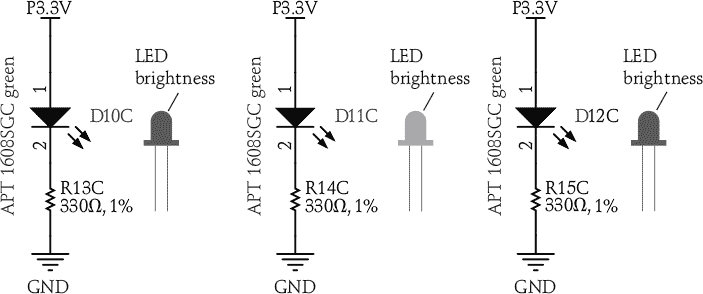 P3.3V
1
APT 1608SGC green
D10C
2
LED
brightness
R13C
330Ω, 1%
GND
P3.3V
1
APT 1608SGC green
D11C
2
LED
brightness
R14C
330Ω, 1%
GND
P3.3V
1
APT 1608SGC green
D12C
2
LED
brightness
R15C
330Ω, 1%
GND